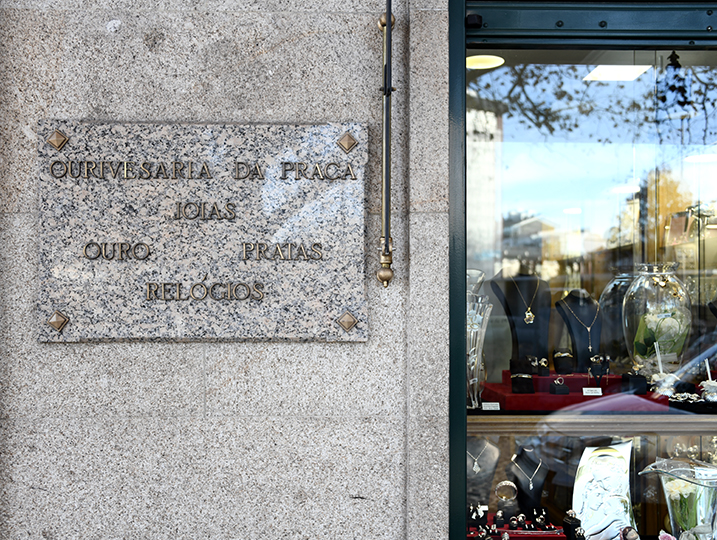 OURIVESARIA DA PRAÇA
JOIAS
OURO PRATAS
RELÓGIOS